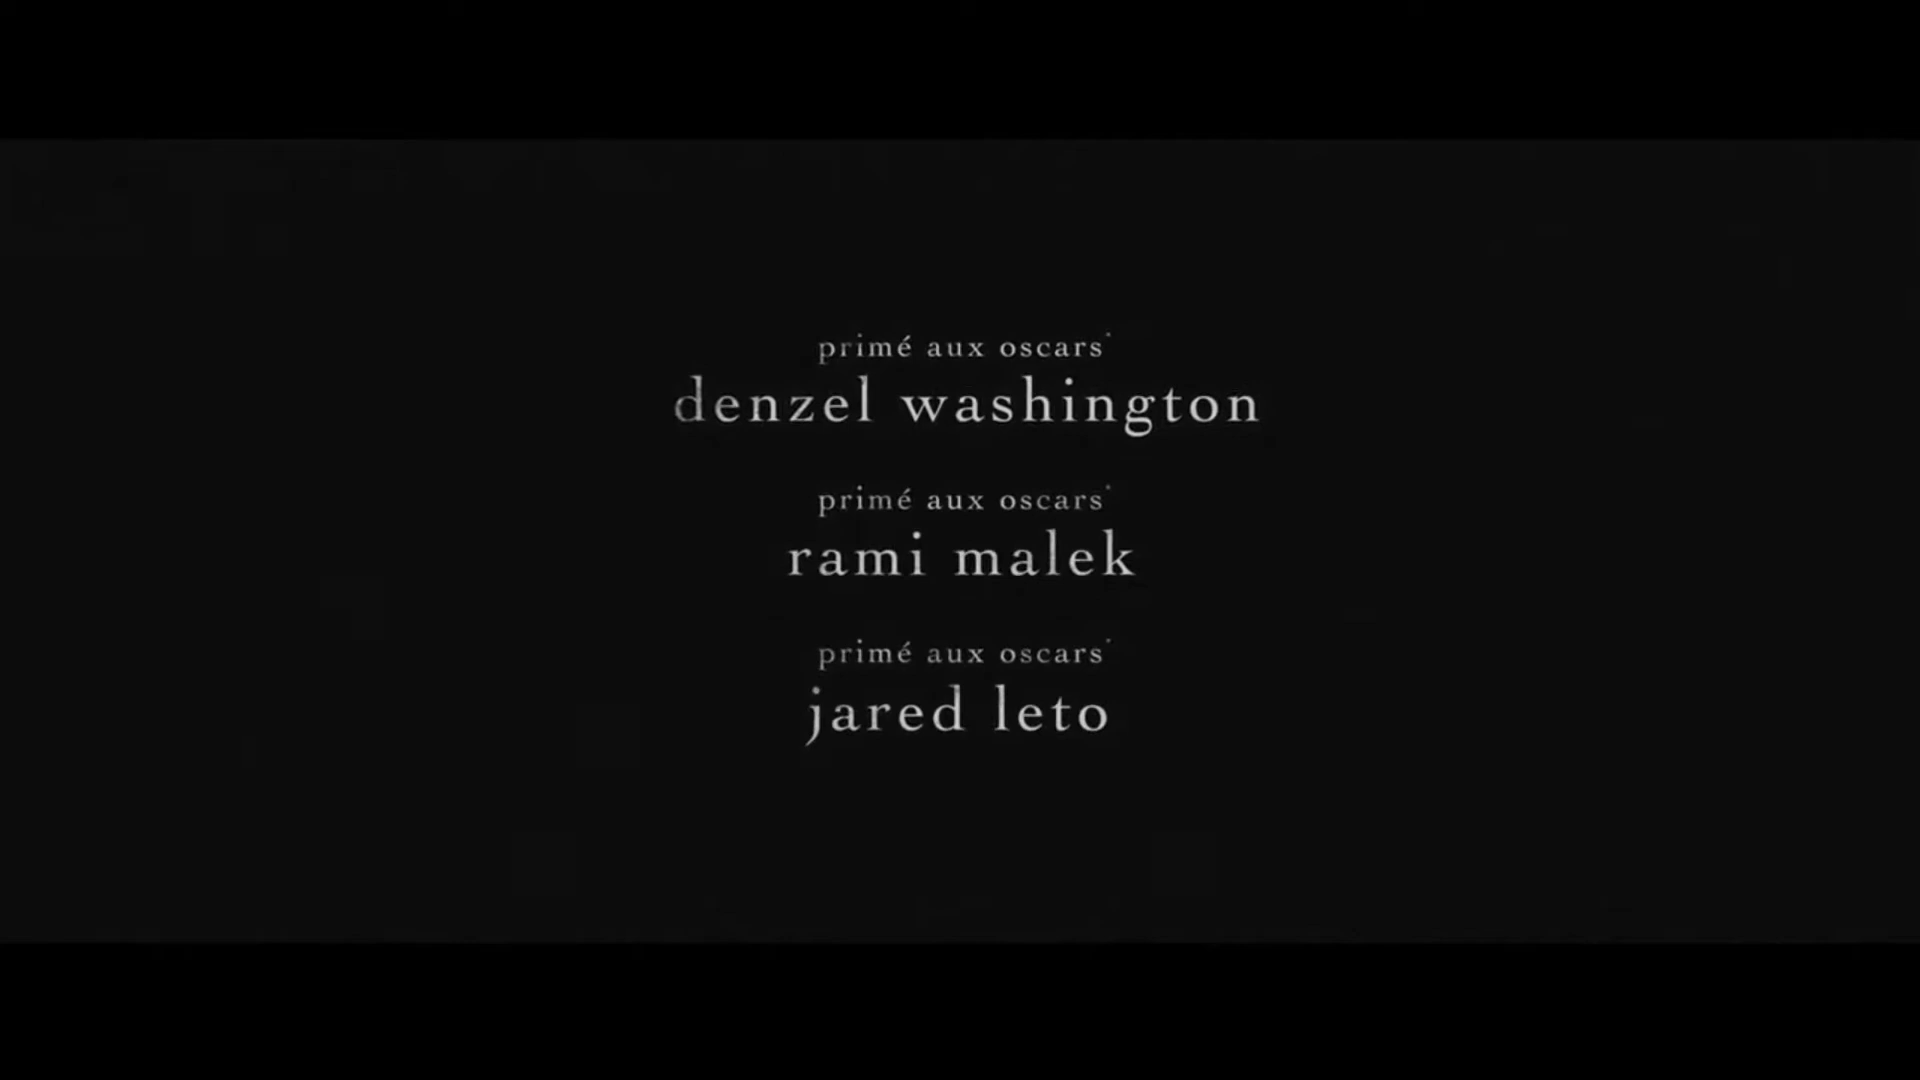 primé aux oscars
denzel washington
primé aux oscars
rami malek
primé aux oscars
jared leto